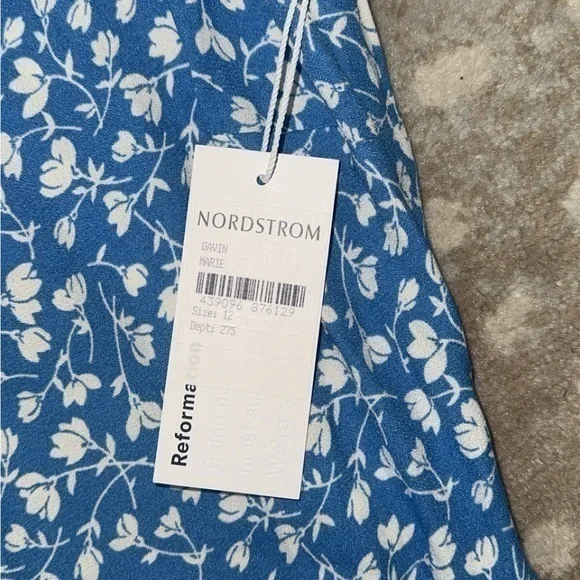 NORDSTROM
GAVIN
MARIE
439096 876129
Size: 12
Dept: 275
Reformation